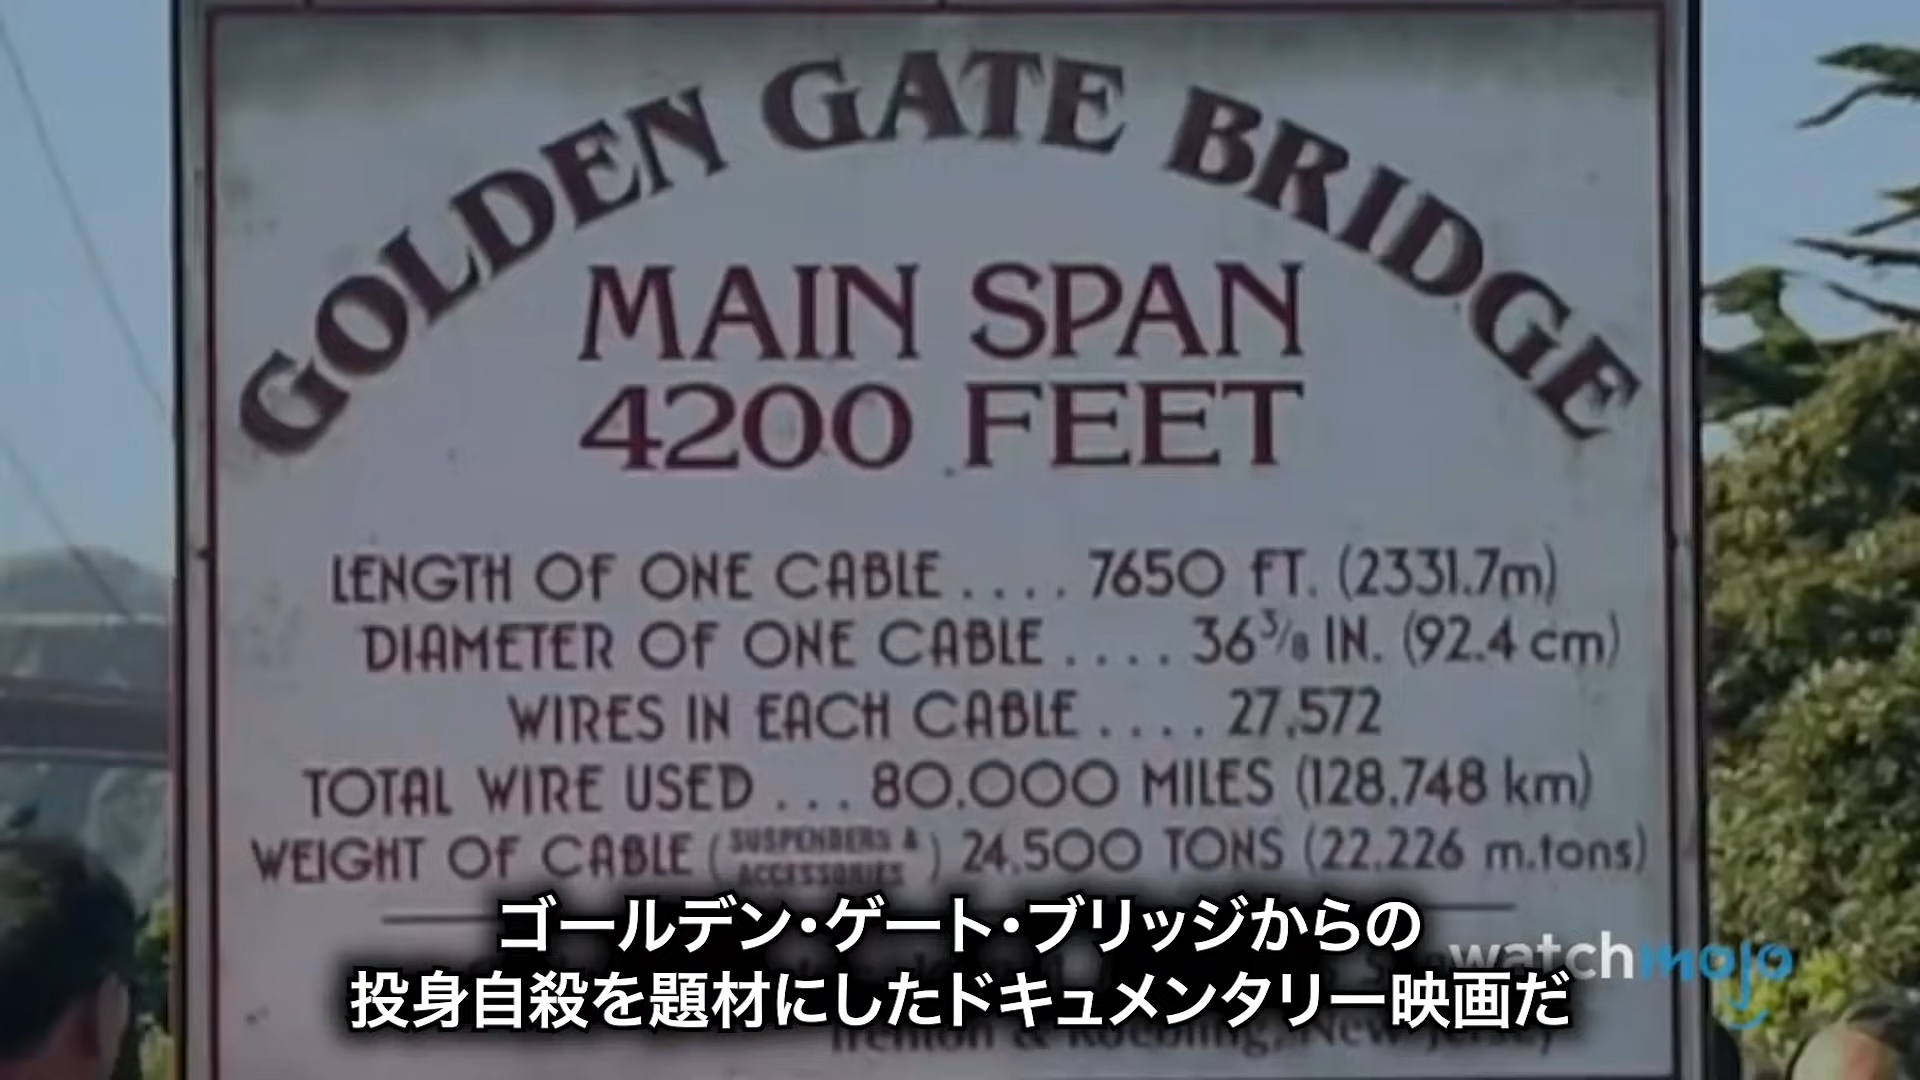 GOLDEN GATE BRIDGE
MAIN SPAN
4200 FEET
LENGTH OF ONE CABLE .... 7650 FT. (2331.7m)
DIAMETER OF ONE CABLE .... 36 3/8 IN. (92.4 cm)
WIRES IN EACH CABLE .... 27,572
TOTAL WIRE USED ... 80,000 MILES (128,748 km)
WEIGHT OF CABLE (SUSPENDERS & ACCESSORIES) 24,500 TONS (22,226 m.tons)
ゴールデン・ゲート・ブリッジからの
watchmojo
投身自殺を題材にしたドキュメンタリー映画だ
Trenton & Roebling, New Jersey